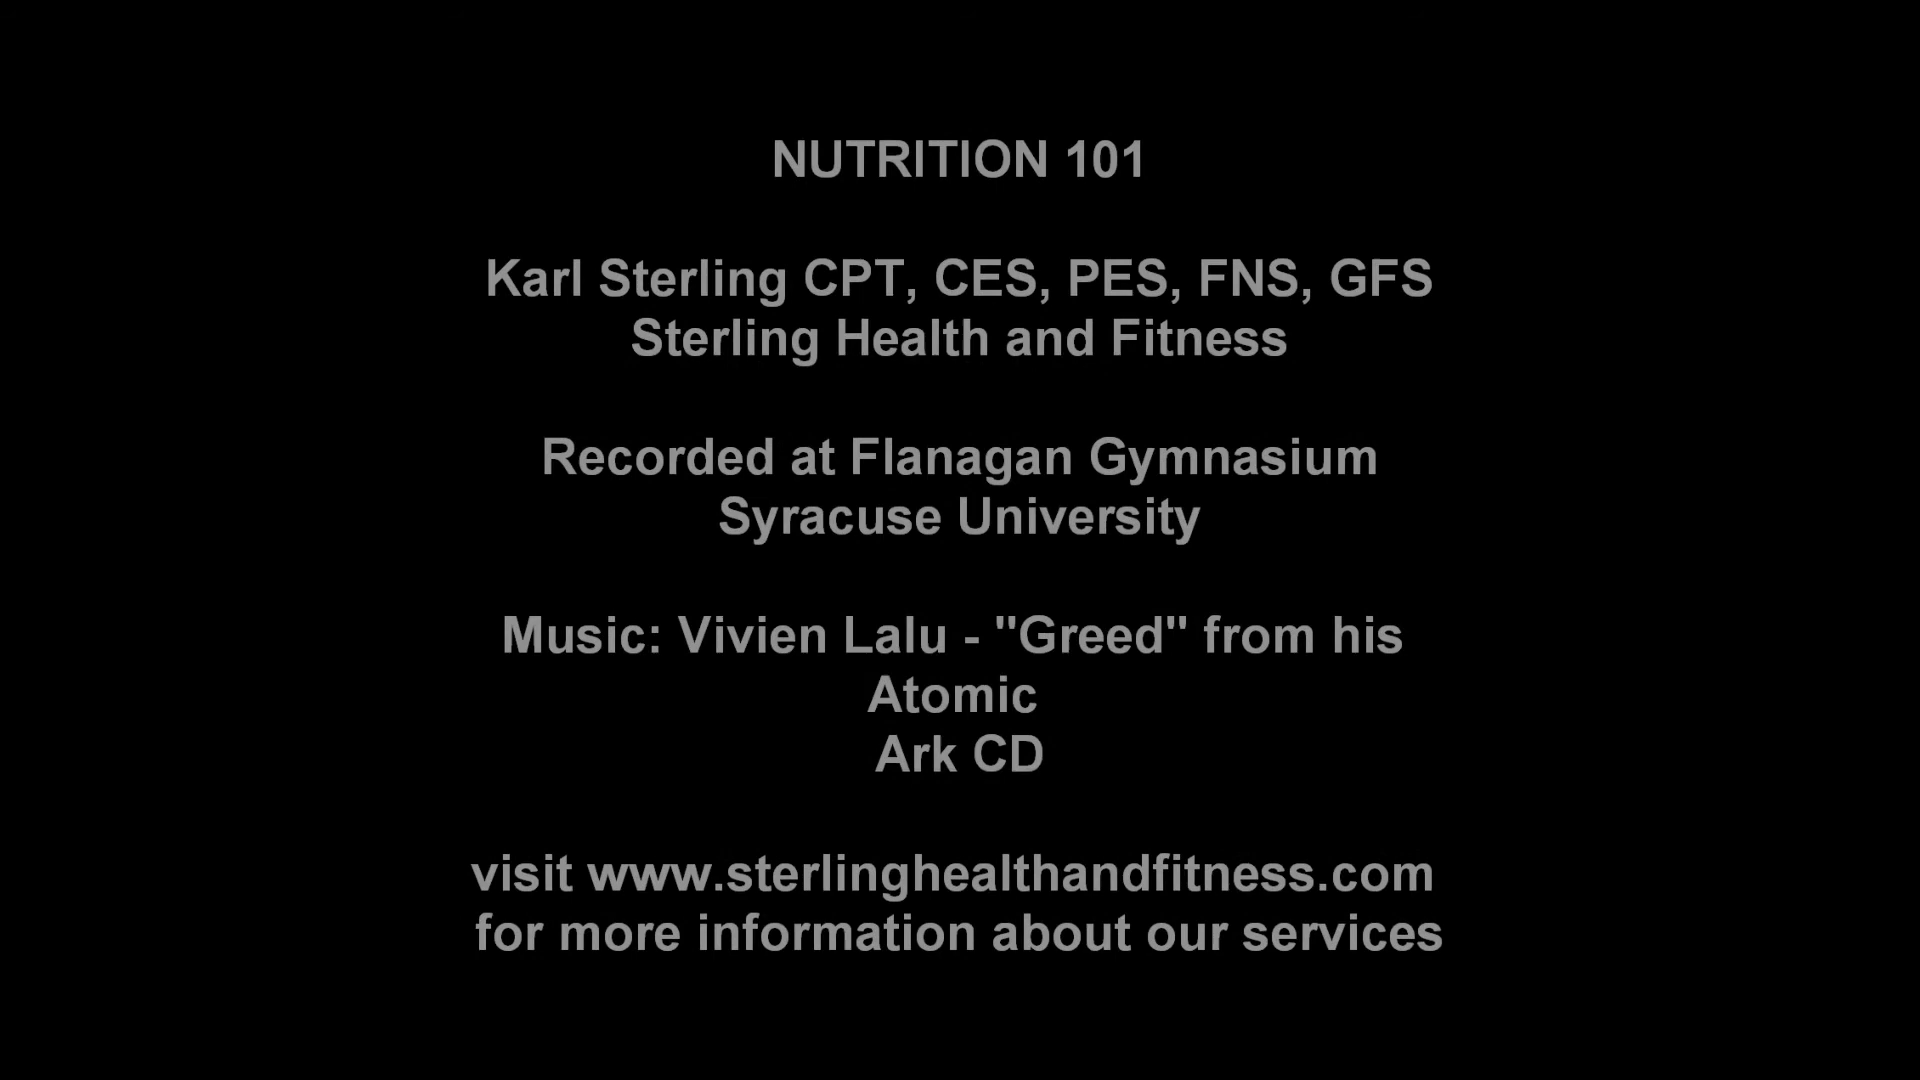 NUTRITION 101
Karl Sterling CPT, CES, PES, FNS, GFS
Sterling Health and Fitness
Recorded at Flanagan Gymnasium
Syracuse University
Music: Vivien Lalu - "Greed" from his
Atomic
Ark CD
visit www.sterlinghealthandfitness.com
for more information about our services